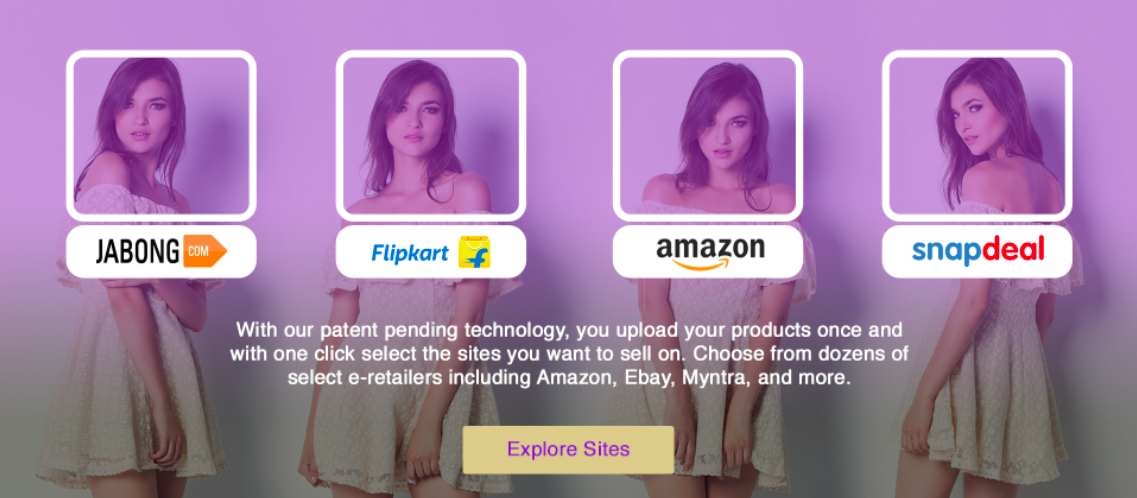 JABONG COM
Flipkart f
amazon
snapdeal
With our patent pending technology, you upload your products once and
with one click select the sites you want to sell on. Choose from dozens of
select e-retailers including Amazon, Ebay, Myntra, and more.
Explore Sites